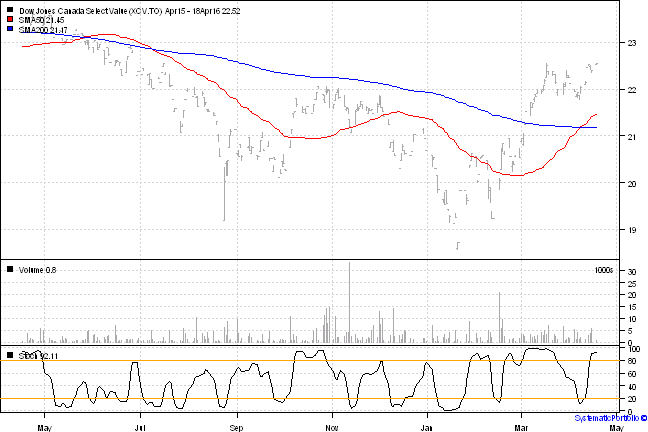 Dow Jones Canada Select Value (XCV.TO) Apr15 - 18Apr16 22.52
SMA50 21.45
SMA200 21.17
23
22
21
20
19
Volume 0.8
1000s
30
25
20
15
10
5
0
92.11
100
80
60
40
20
0
May
Jul
Sep
Nov
Jan
Mar
May
SystematicPortfolio ©